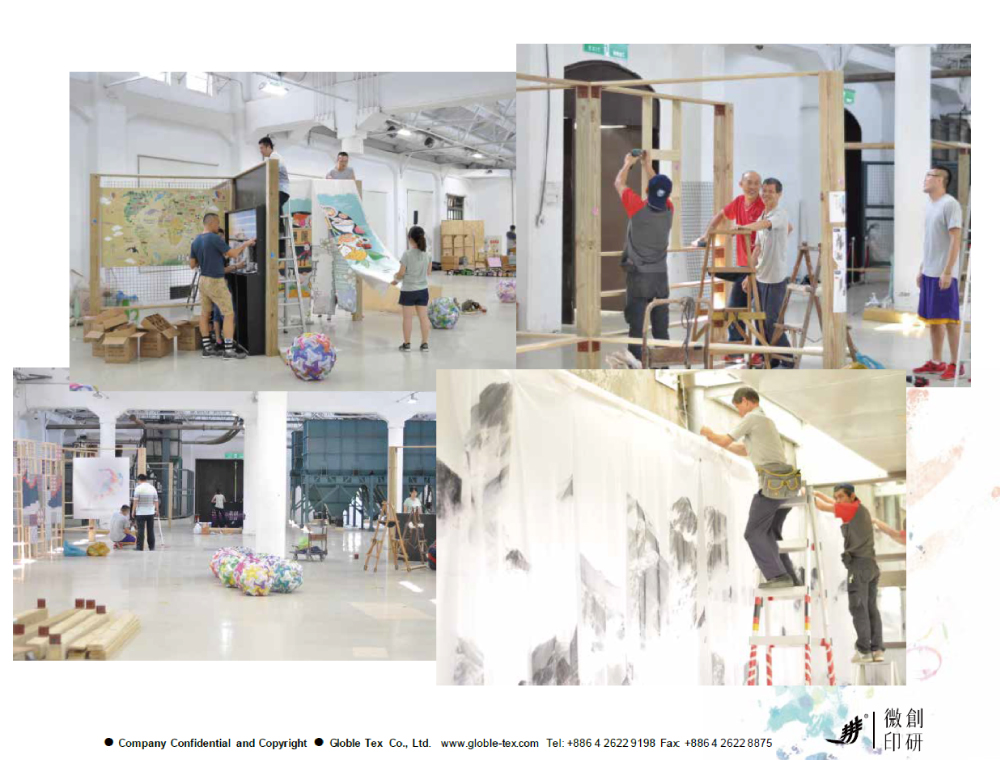 EXIT
● Company Confidential and Copyright ● Globle Tex Co., Ltd. www.globle-tex.com Tel: +886 4 2622 9198 Fax: +886 4 2622 8875
微創
印研